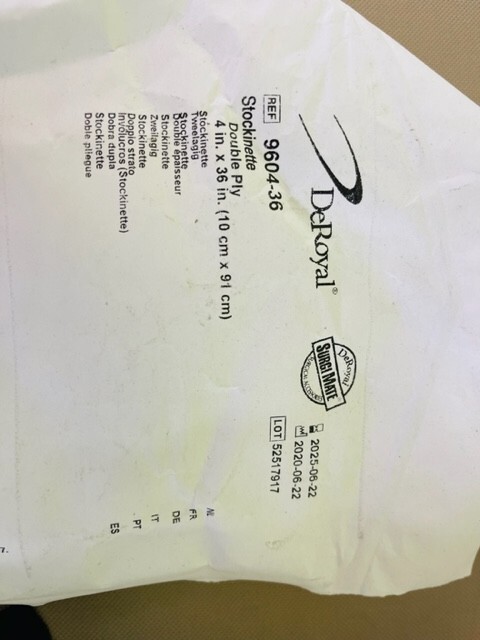 DeRoyal®
DeRoyal
SURGI MATE
2025-06-22
2020-06-22
REF 9604-36
LOT 52517917
Stockinette
Double Ply
4 in. x 36 in. (10 cm x 91 cm)
Stockinette NL
Tweelagig
Stockinette FR
Double épaisseur
Stockinette DE
Zweilagig
Stockinette IT
Doppio strato
Invólucros (Stockinette) PT
Dobra dupla
Stockinette ES
Doble pliegue